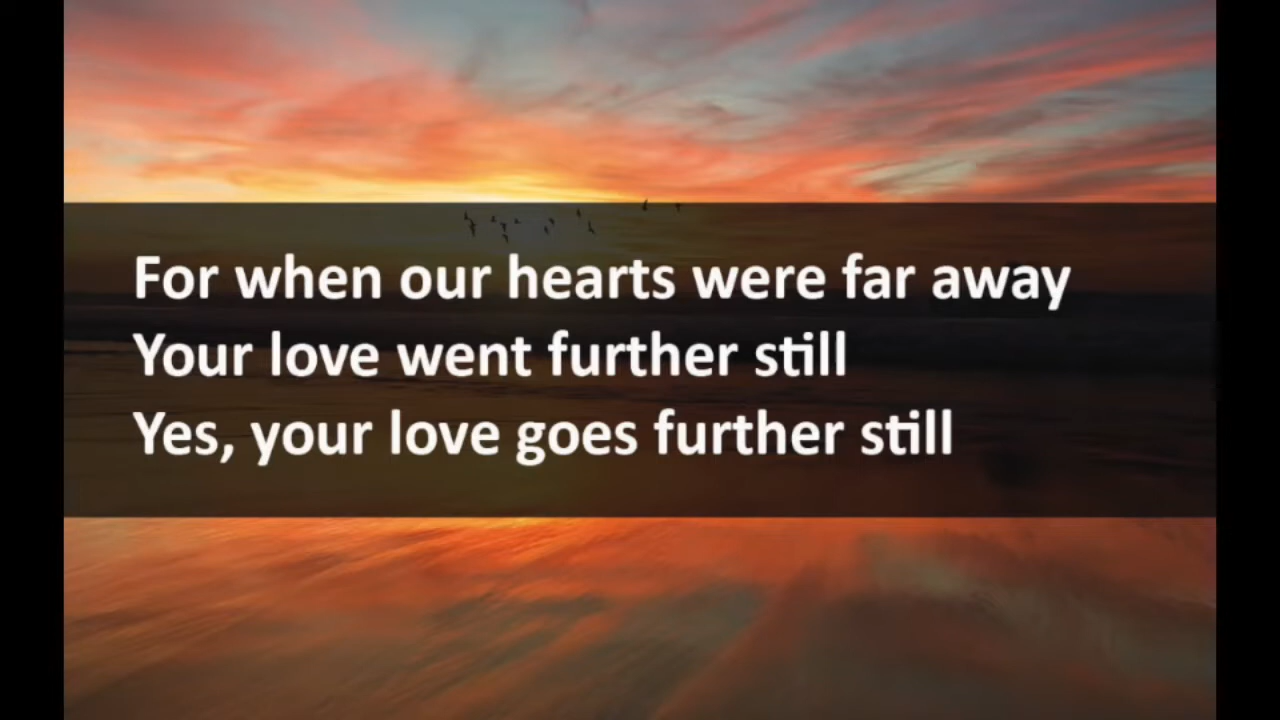 For when our hearts were far away
Your love went further still
Yes, your love goes further still